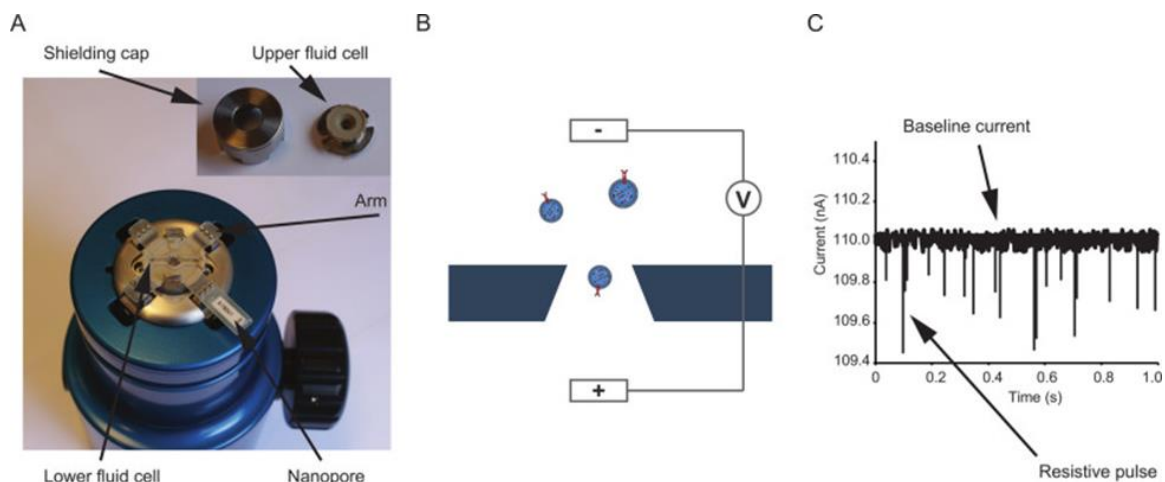 A
Shielding cap
Upper fluid cell
Arm
Lower fluid cell
Nanopore
B
-
V
+
C
Baseline current
Current (nA)
110.4
110.2
110.0
109.8
109.6
109.4
0
0.2
0.4
0.6
0.8
1.0
Time (s)
Resistive pulse